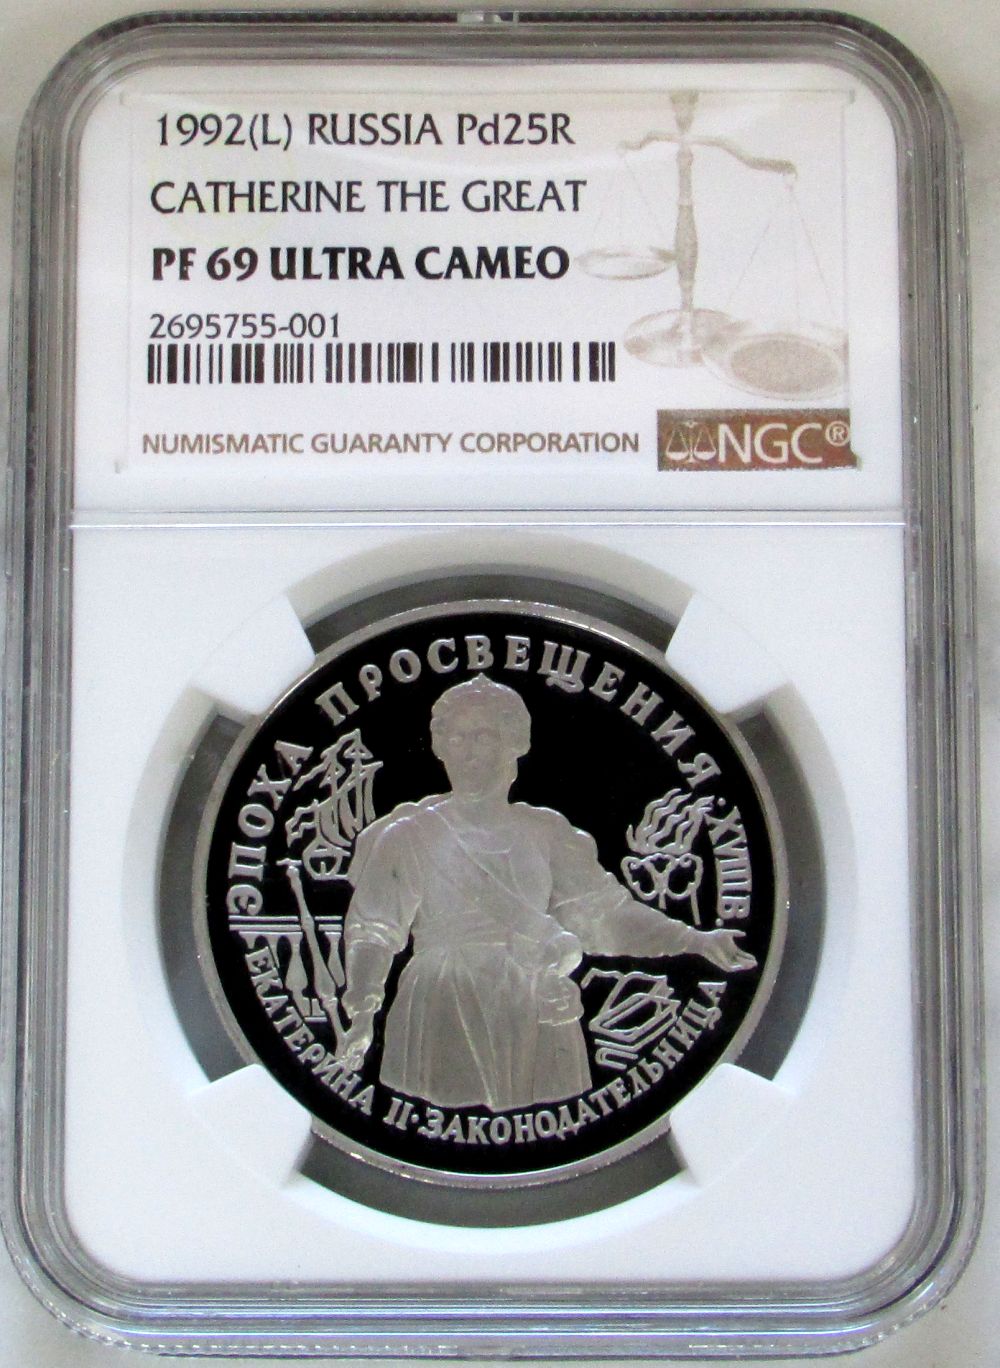 1992(L) RUSSIA Pd25R
CATHERINE THE GREAT
PF 69 ULTRA CAMEO
2695755-001
NUMISMATIC GUARANTY CORPORATION
NGC®
ЭПОХА ПРОСВЕЩЕНИЯ · XVIIIВ.
ЕКАТЕРИНА II · ЗАКОНОДАТЕЛЬНИЦА